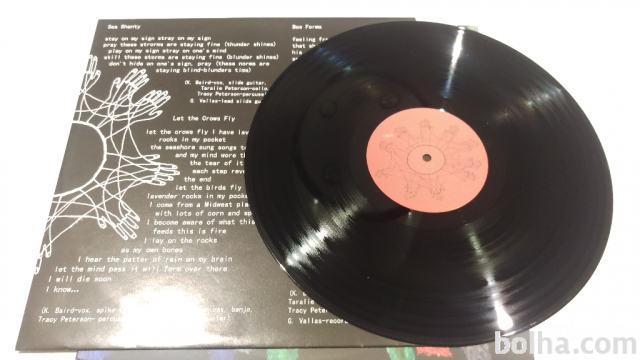 Sea Shanty
stay on my sign stray on my sign
pray these storms are staying fine (thunder shines)
play on my sign stray on one's mind
still these storms are staying fine (blunder shines)
don't hide on one's sign, pray (these norms are
staying blind-blunders time)
(K. Baird-vox, slide guitar,
Taralie Peterson-cello,
Tracy Peterson-percuss
G. Vallas-lead slide guit
Let the Crows Fly
let the crows fly I have lav
rocks in my pocket
the seashore sung songs to
and my mind wore th
the tear of it
each step reve
the end
let the birds fly
lavender rocks in my pocke
I come from a Midwest pla
with lots of corn and sp
I become aware of what this
feeds this is fire
I lay on the rocks
as my own bones
I hear the patter of rain on my brain
let the mind pass it will form over there
I will die soon
I know...
(K. Baird-vox, spike banjo,
Tracy Peterson- percuss
Bee Forms
feeling fr
that sh
his
(K. Baird
Taralie
Tracy Pe
G. Vallas-recor
bolha.com